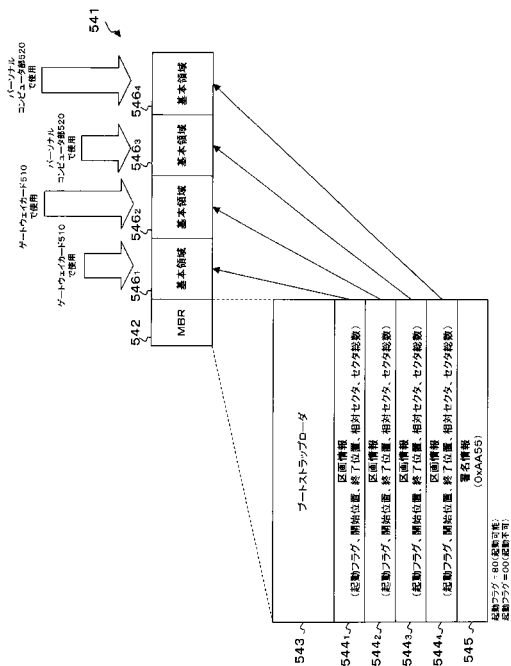 541
ゲートウェイカード510
で使用
ゲートウェイカード510
で使用
パーソナル
コンピュータ部520
で使用
パーソナル
コンピュータ部520
で使用
542
546₁
546₂
546₃
546₄
MBR
基本領域
基本領域
基本領域
基本領域
543
ブートストラップローダ
544₁
区画情報
(起動フラグ、開始位置、終了位置、相対セクタ、セクタ総数)
544₂
区画情報
(起動フラグ、開始位置、終了位置、相対セクタ、セクタ総数)
544₃
区画情報
(起動フラグ、開始位置、終了位置、相対セクタ、セクタ総数)
544₄
区画情報
(起動フラグ、開始位置、終了位置、相対セクタ、セクタ総数)
545
署名情報
(0xAA55)
起動フラグ=80(起動可能)
起動フラグ=00(起動不可)